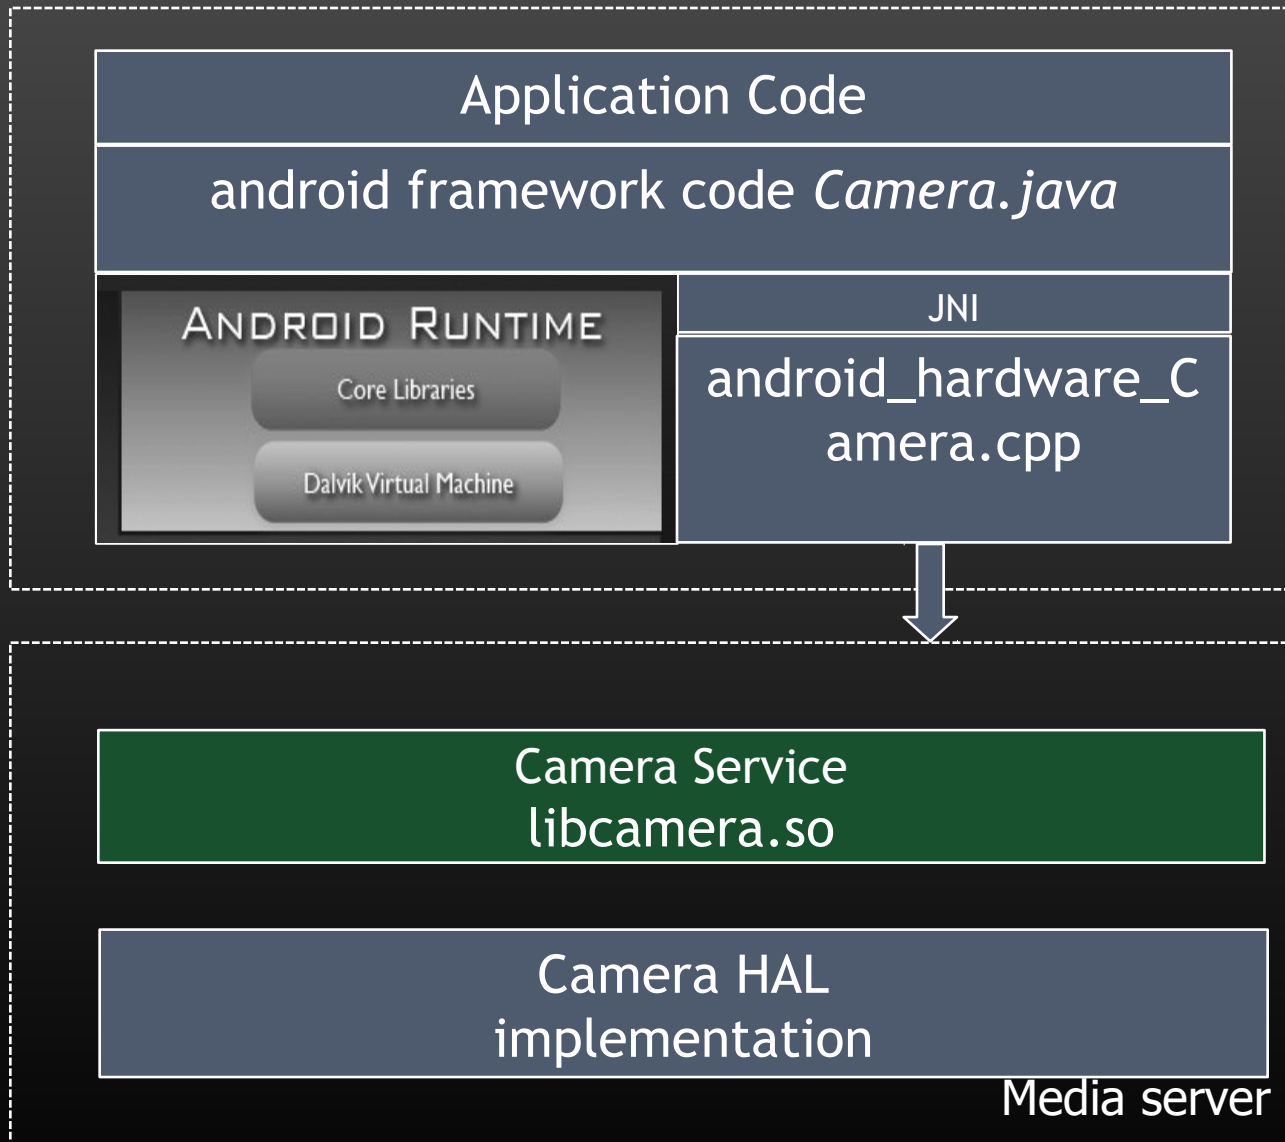 Application Code
android framework code Camera.java
ANDROID RUNTIME
Core Libraries
Dalvik Virtual Machine
JNI
android_hardware_C
amera.cpp
Camera Service
libcamera.so
Camera HAL
implementation
Media server